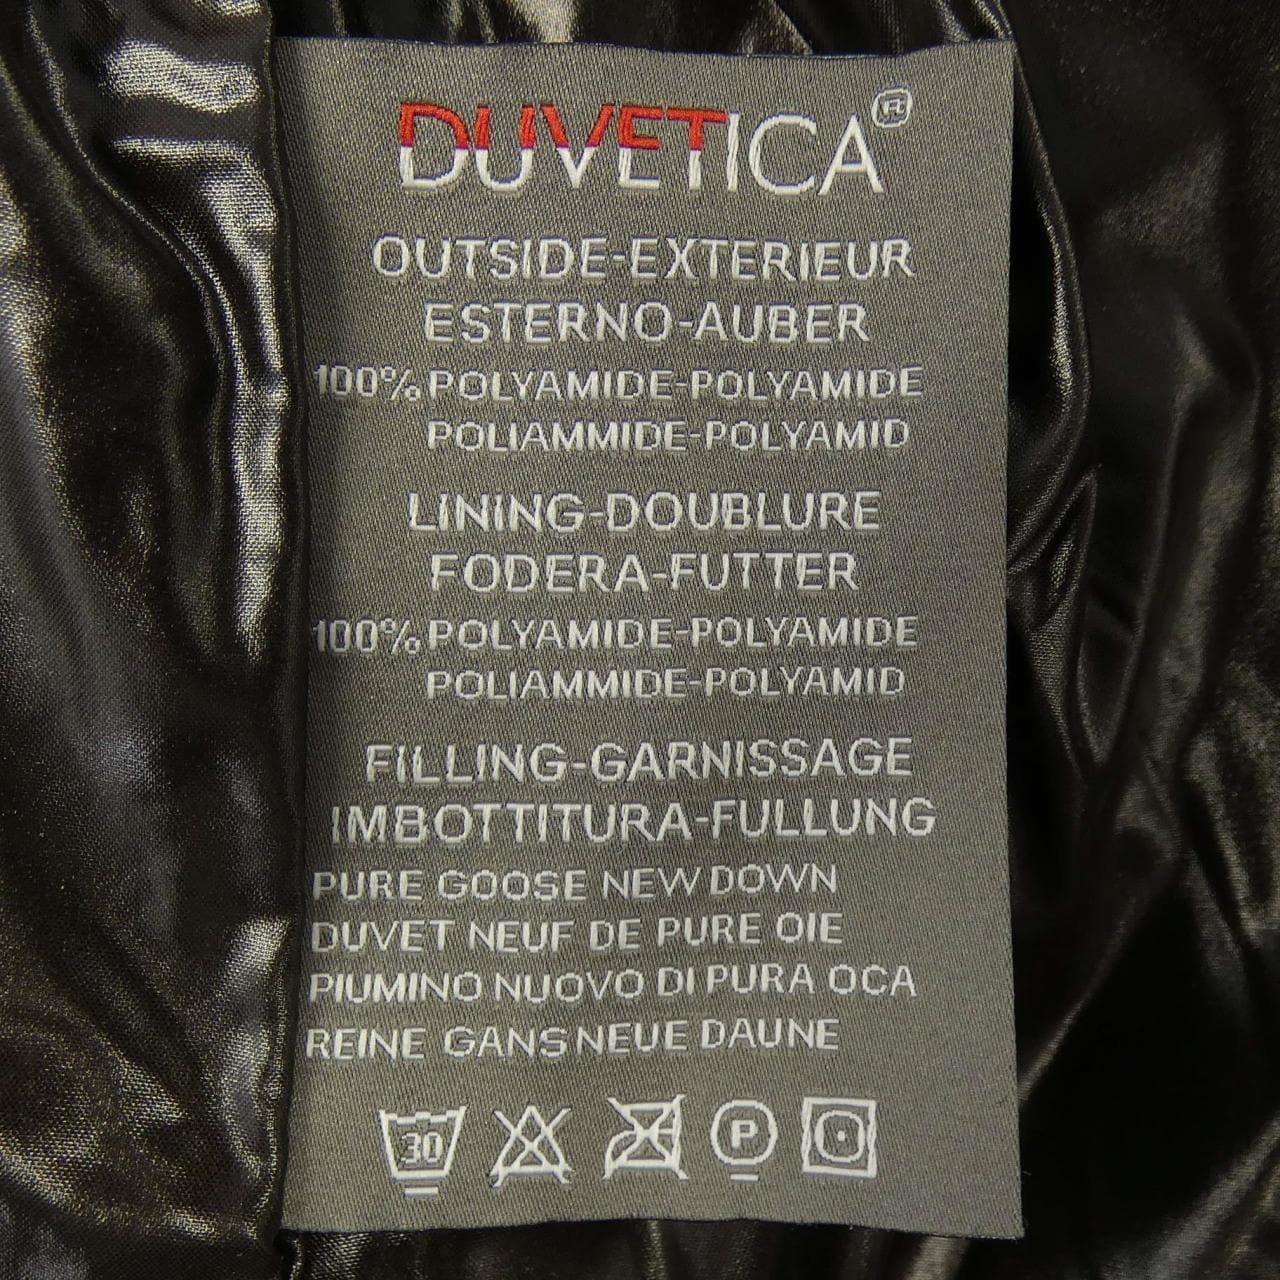 DUVETICA®
OUTSIDE-EXTERIEUR
ESTERNO-AUBER
100% POLYAMIDE-POLYAMIDE
POLIAMMIDE-POLYAMID
LINING-DOUBLURE
FODERA-FUTTER
100% POLYAMIDE-POLYAMIDE
POLIAMMIDE-POLYAMID
FILLING-GARNISSAGE
IMBOTTITURA-FULLUNG
PURE GOOSE NEW DOWN
DUVET NEUF DE PURE OIE
PIUMINO NUOVO DI PURA OCA
REINE GANS NEUE DAUNE
30 P